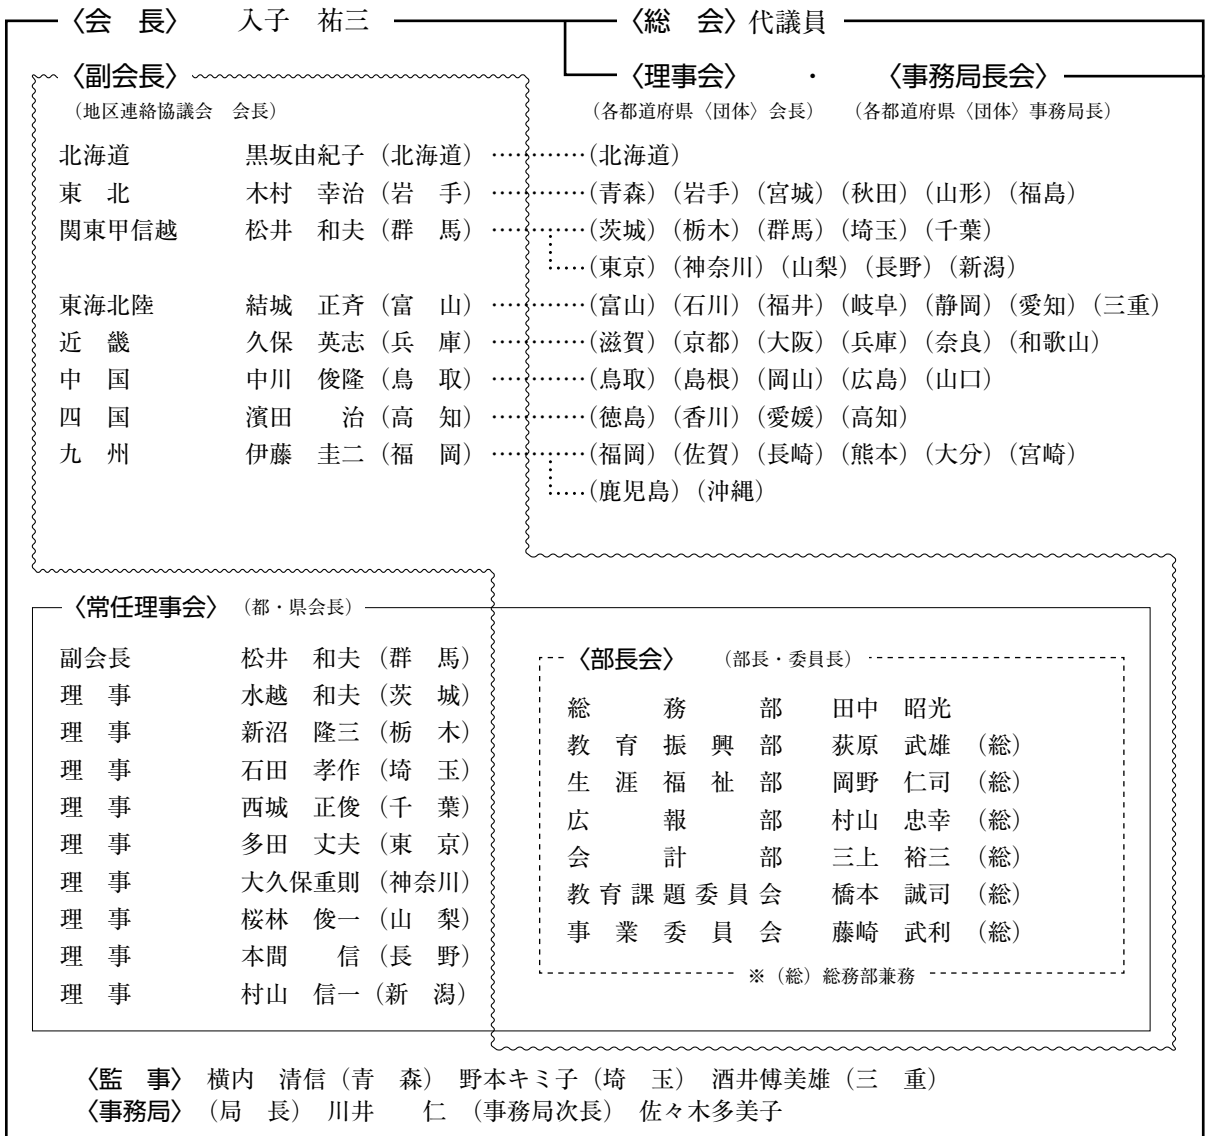 〈会　長〉　入子　祐三　〈総　会〉代議員
〈副会長〉　〈理事会〉　・　〈事務局長会〉
（地区連絡協議会　会長）　（各都道府県〈団体〉会長）　（各都道府県〈団体〉事務局長）
北海道　黒坂由紀子（北海道）…………（北海道）
東　北　木村　幸治（岩　手）…………（青森）（岩手）（宮城）（秋田）（山形）（福島）
関東甲信越　松井　和夫（群　馬）…………（茨城）（栃木）（群馬）（埼玉）（千葉）
（東京）（神奈川）（山梨）（長野）（新潟）
東海北陸　結城　正斉（富　山）…………（富山）（石川）（福井）（岐阜）（静岡）（愛知）（三重）
近　畿　久保　英志（兵　庫）…………（滋賀）（京都）（大阪）（兵庫）（奈良）（和歌山）
中　国　中川　俊隆（鳥　取）…………（鳥取）（島根）（岡山）（広島）（山口）
四　国　濱田　　治（高　知）…………（徳島）（香川）（愛媛）（高知）
九　州　伊藤　圭二（福　岡）…………（福岡）（佐賀）（長崎）（熊本）（大分）（宮崎）
（鹿児島）（沖縄）
〈常任理事会〉（都・県会長）
副会長　松井　和夫（群　馬）
理　事　水越　和夫（茨　城）
理　事　新沼　隆三（栃　木）
理　事　石田　孝作（埼　玉）
理　事　西城　正俊（千　葉）
理　事　多田　丈夫（東　京）
理　事　大久保重則（神奈川）
理　事　桜林　俊一（山　梨）
理　事　本間　　信（長　野）
理　事　村山　信一（新　潟）
〈部長会〉　（部長・委員長）
総務部　田中　昭光
教育振興部　荻原　武雄　（総）
生涯福祉部　岡野　仁司　（総）
広報部　村山　忠幸　（総）
会計部　三上　裕三　（総）
教育課題委員会　橋本　誠司　（総）
事業委員会　藤崎　武利　（総）
※（総）総務部兼務
〈監　事〉　横内　清信（青　森）　野本キミ子（埼　玉）　酒井傅美雄（三　重）
〈事務局〉（局　長）　川井　　仁　（事務局次長）　佐々木多美子